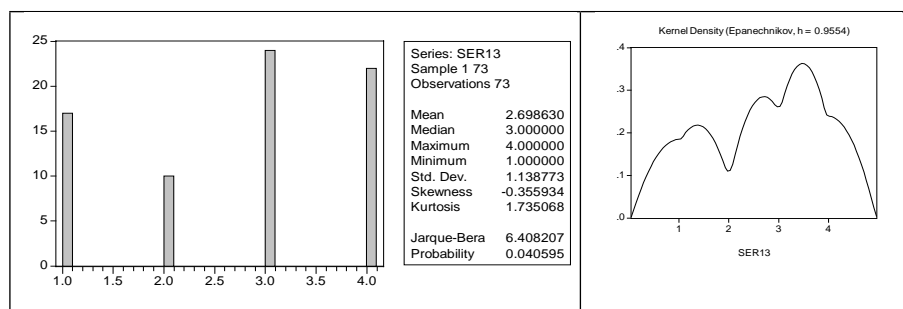 25
20
15
10
5
0
1.0 1.5 2.0 2.5 3.0 3.5 4.0
Series: SER13
Sample 1 73
Observations 73
Mean 2.698630
Median 3.000000
Maximum 4.000000
Minimum 1.000000
Std. Dev. 1.138773
Skewness -0.355934
Kurtosis 1.735068
Jarque-Bera 6.408207
Probability 0.040595
Kernel Density (Epanechnikov, h = 0.9554)
.4
.3
.2
.1
.0
1 2 3 4
SER13